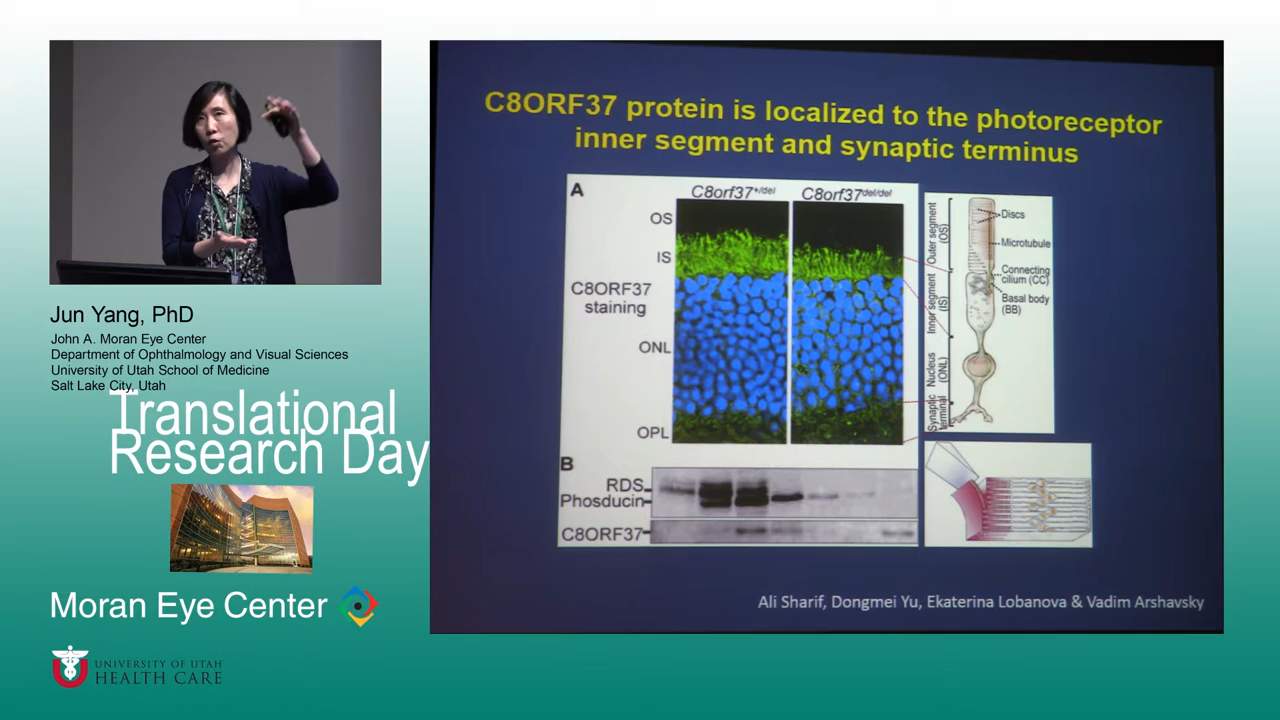 C8ORF37 protein is localized to the photoreceptor
inner segment and synaptic terminus
A
C8orf37+/del
C8orf37del/del
OS
IS
C8ORF37
staining
ONL
OPL
Outer segment
(OS)
Inner segment
(IS)
Nucleus
(ONL)
Synaptic
terminal
Discs
Microtubule
Connecting
cilium (CC)
Basal body
(BB)
B
RDS
Phosducin
C8ORF37
Ali Sharif, Dongmei Yu, Ekaterina Lobanova & Vadim Arshavsky
Jun Yang, PhD
John A. Moran Eye Center
Department of Ophthalmology and Visual Sciences
University of Utah School of Medicine
Salt Lake City, Utah
Translational
Research Day
Moran Eye Center
U
UNIVERSITY OF UTAH
HEALTH CARE